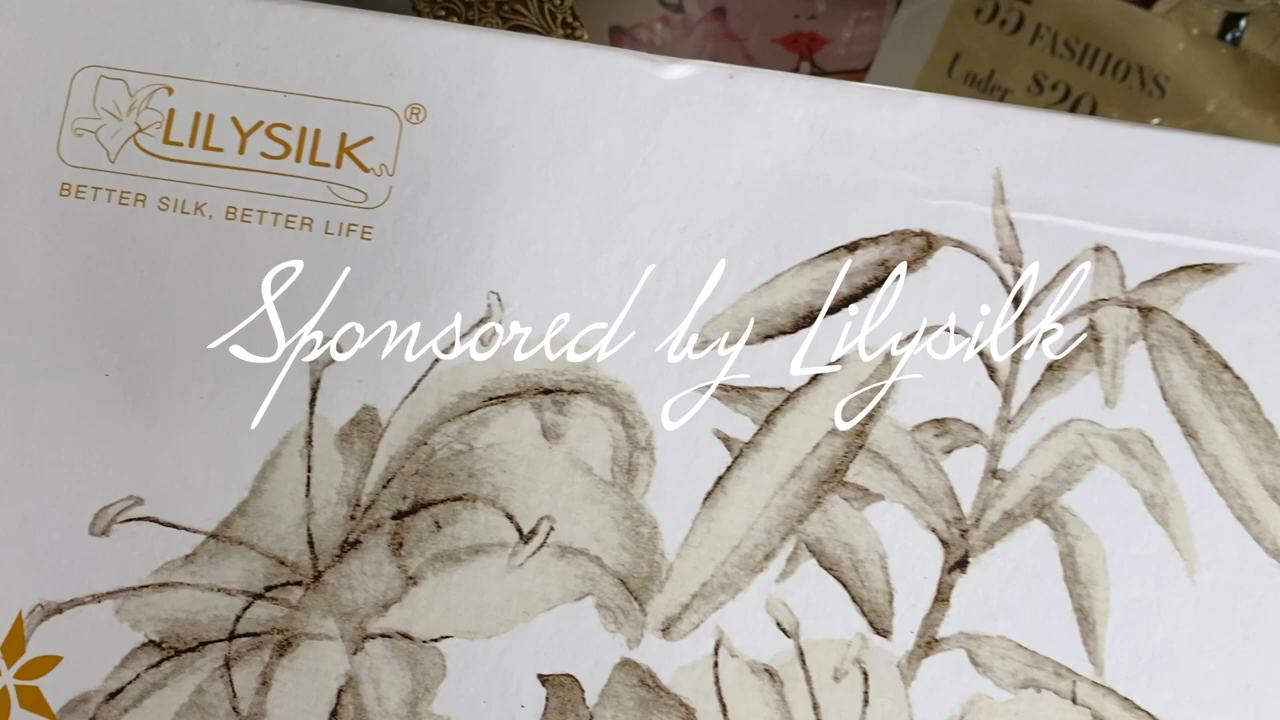 55 FASHIONS
Under $20
LILYSILK®
BETTER SILK, BETTER LIFE
Sponsored by Lilysilk